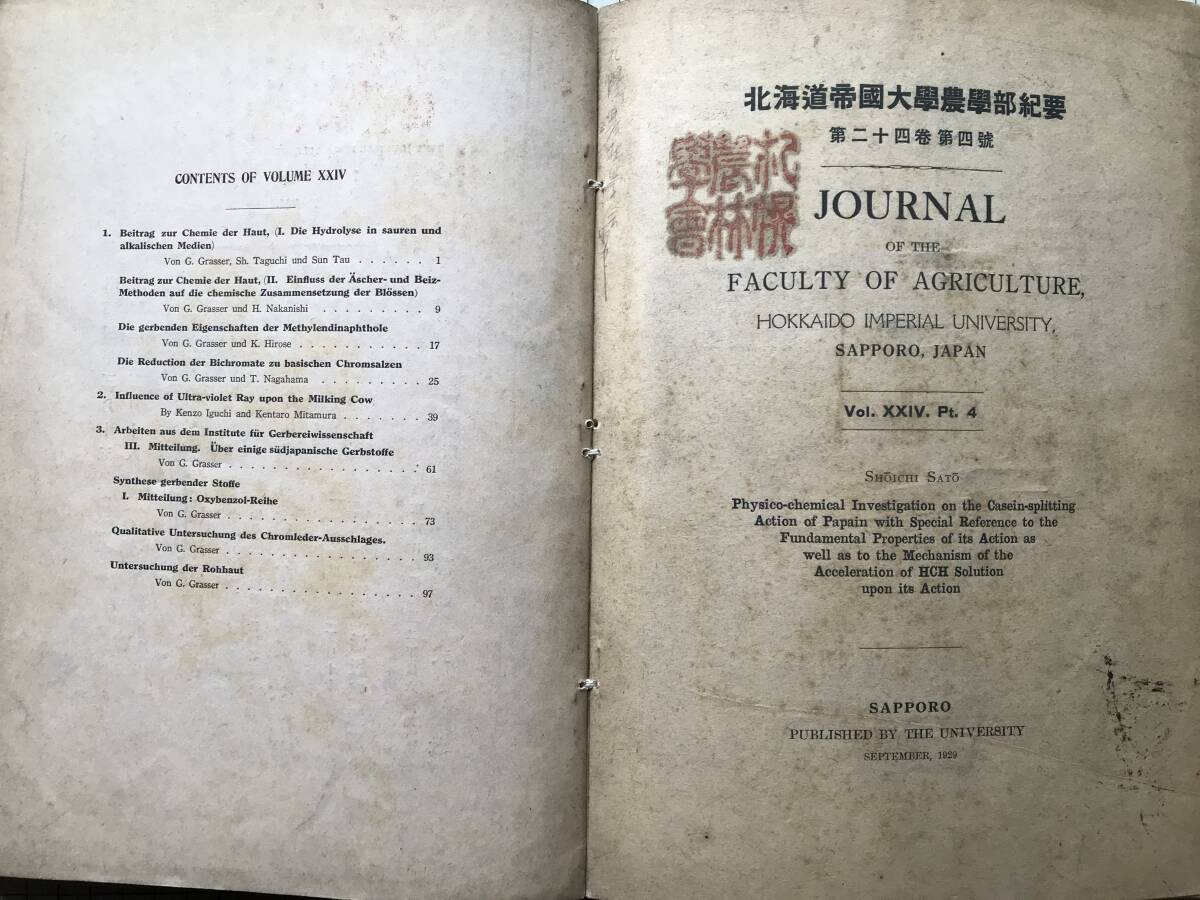 CONTENTS OF VOLUME XXIV
1. Beitrag zur Chemie der Haut, (I. Die Hydrolyse in sauren und
alkalischen Medien)
Von G. Grasser, Sh. Taguchi und Sun Tau . . . . . . 1
Beitrag zur Chemie der Haut, (II. Einfluss der Äscher- und Beiz-
Methoden auf die chemische Zusammensetzung der Blössen)
Von G. Grasser und H. Nakanishi . . . . . . . . . 9
Die gerbenden Eigenschaften der Methylendinaphthole
Von G. Grasser und K. Hirose . . . . . . . . . . . 17
Die Reduction der Bichromate zu basischen Chromsalzen
Von G. Grasser und T. Nagahama . . . . . . . . . 25
2. Influence of Ultra-violet Ray upon the Milking Cow
By Kenzo Iguchi and Kentaro Mitamura . . . . . . . 39
3. Arbeiten aus dem Institute für Gerbereiwissenschaft
III. Mitteilung. Über einige südjapanische Gerbstoffe
Von G. Grasser . . . . . . . . . . . . . . . . 61
Synthese gerbender Stoffe
I. Mitteilung: Oxybenzol-Reihe
Von G. Grasser . . . . . . . . . . . . . . . . 73
Qualitative Untersuchung des Chromleder-Ausschlages.
Von G. Grasser . . . . . . . . . . . . . . . . 93
Untersuchung der Rohhaut
Von G. Grasser . . . . . . . . . . . . . . . . 97
北海道帝國大學農學部紀要
第二十四卷第四號
札幌
農林
學會
JOURNAL
OF THE
FACULTY OF AGRICULTURE,
HOKKAIDO IMPERIAL UNIVERSITY,
SAPPORO, JAPAN
Vol. XXIV. Pt. 4
SHŌICHI SATŌ
Physico-chemical Investigation on the Casein-splitting
Action of Papain with Special Reference to the
Fundamental Properties of its Action as
well as to the Mechanism of the
Acceleration of HCH Solution
upon its Action
SAPPORO
PUBLISHED BY THE UNIVERSITY
SEPTEMBER, 1929